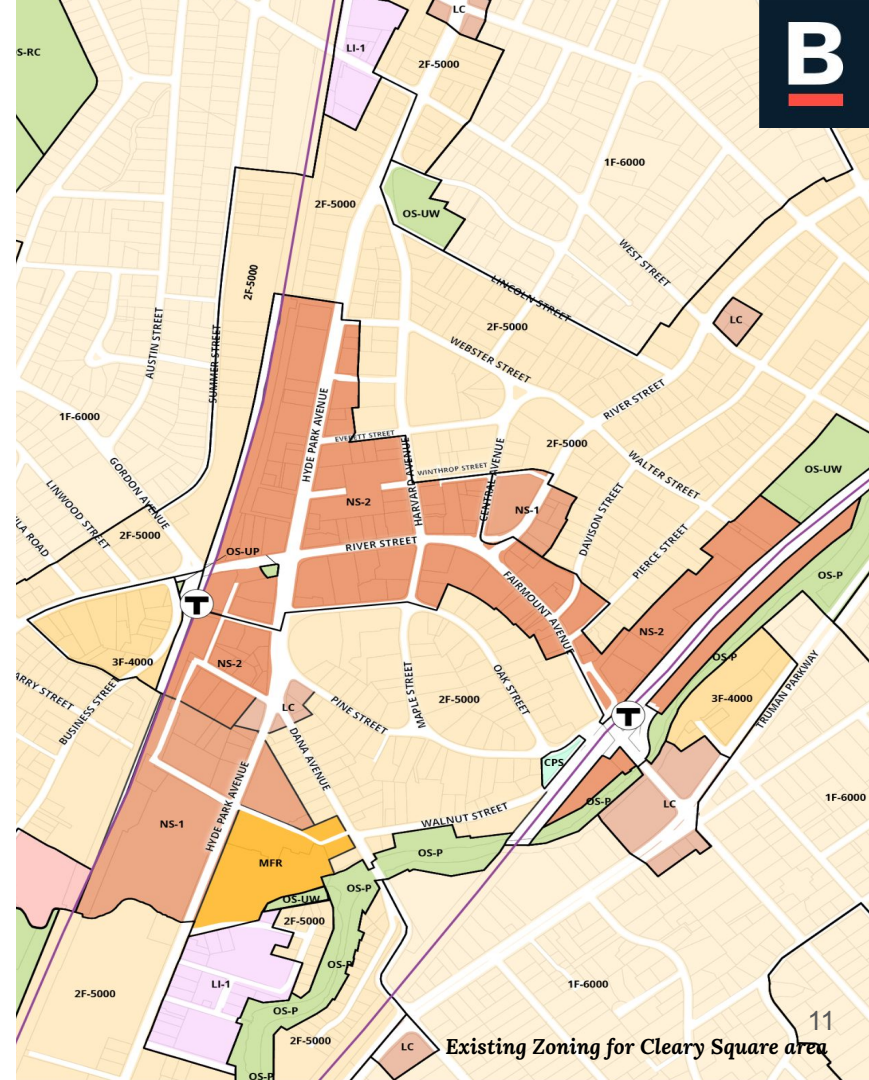 LC
S-RC
LI-1
B
2F-5000
1F-6000
2F-5000
OS-UW
WEST STREET
2F-5000
LINCOLN STREET
LC
2F-5000
AUSTIN STREET
SUMMER STREET
WEBSTER STREET
RIVER STREET
HYDE PARK AVENUE
1F-6000
EVERETT STREET
HARVARD AVENUE
WINTHROP STREET
CENTRAL AVENUE
2F-5000
WALTER STREET
OS-UW
GORDON AVENUE
LINWOOD STREET
NS-2
NS-1
DAVISON STREET
ULA ROAD
2F-5000
OS-UP
RIVER STREET
PIERCE STREET
FAIRMOUNT AVENUE
OS-P
T
NS-2
3F-4000
NS-2
OS-P
ARRY STREET
BUSINESS STREET
MAPLE STREET
OAK STREET
2F-5000
3F-4000
TRUMAN PARKWAY
LC
PINE STREET
T
DANA AVENUE
CPS
HYDE PARK AVENUE
OS-P
LC
1F-6000
WALNUT STREET
NS-1
MFR
OS-P
OS-P
OS-UW
2F-5000
OS-P
LI-1
1F-6000
2F-5000
OS-P
2F-5000
LC
11
Existing Zoning for Cleary Square area
OS-P